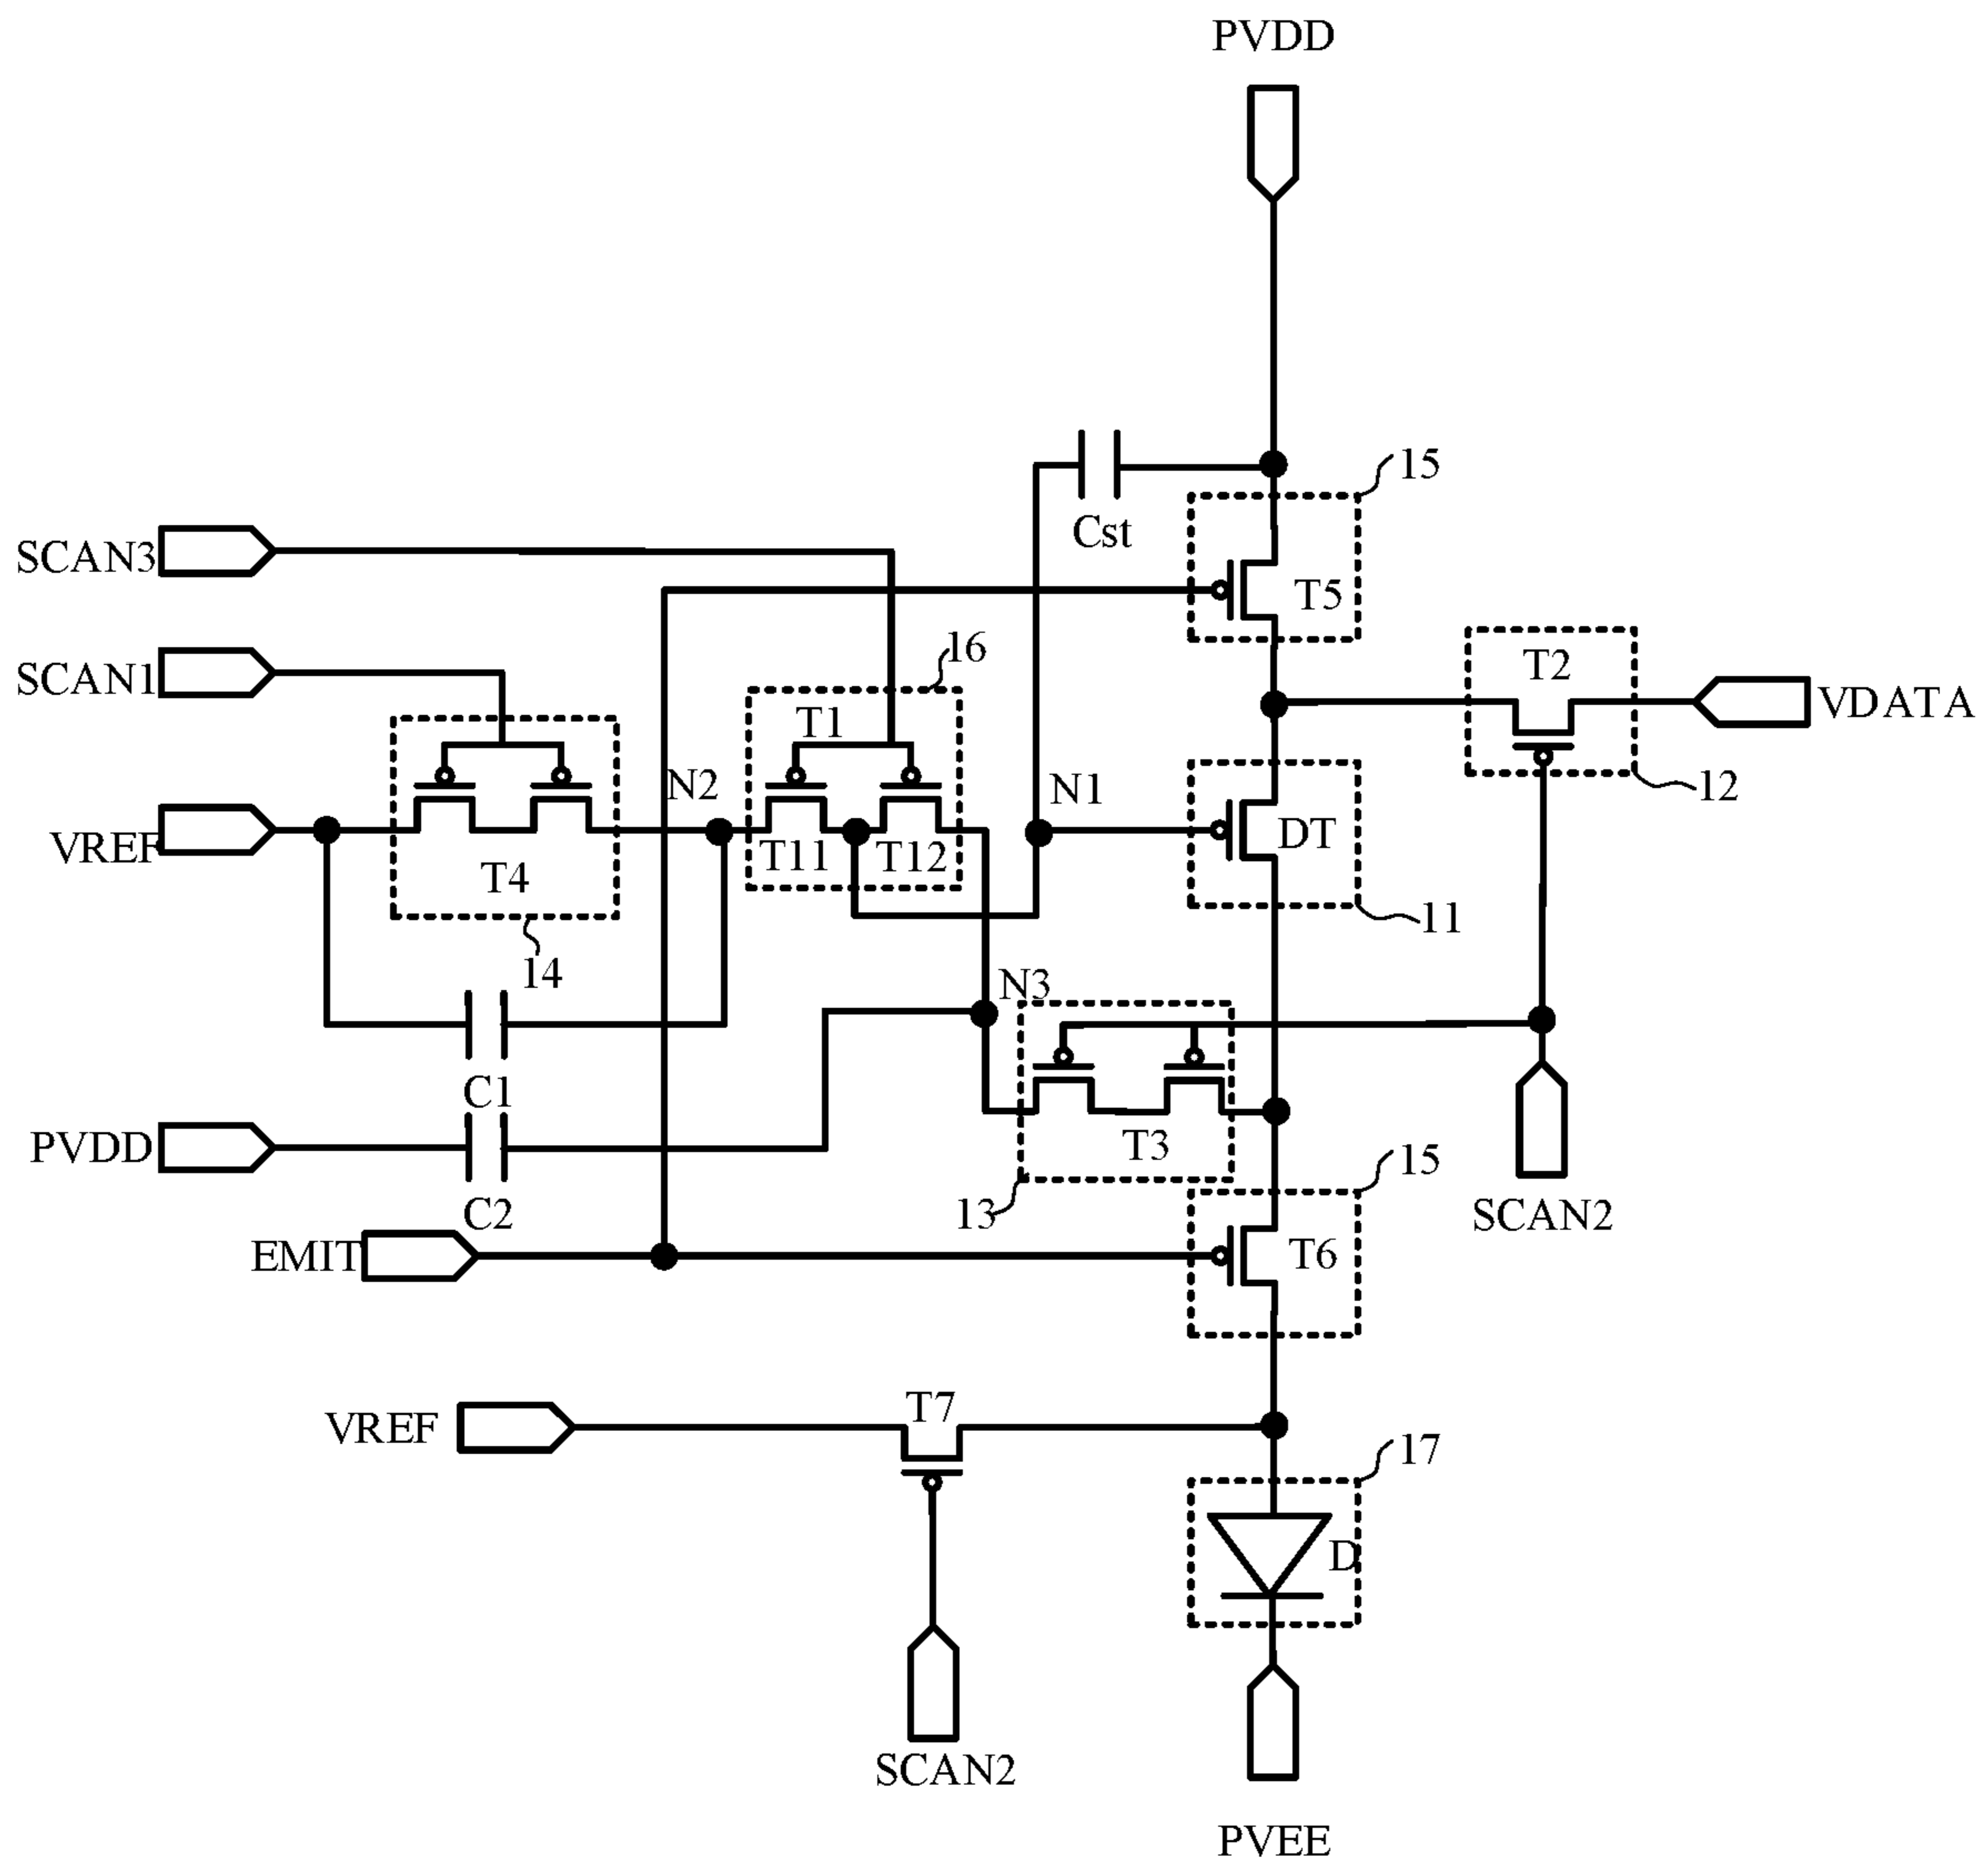 PVDD
15
Cst
SCAN3
T5
16
SCAN1
T2
T1
VDATA
N2
N1
12
VREF
DT
T11
T12
T4
11
14
N3
C1
PVDD
T3
15
C2
13
SCAN2
EMIT
T6
T7
VREF
17
D
SCAN2
PVEE